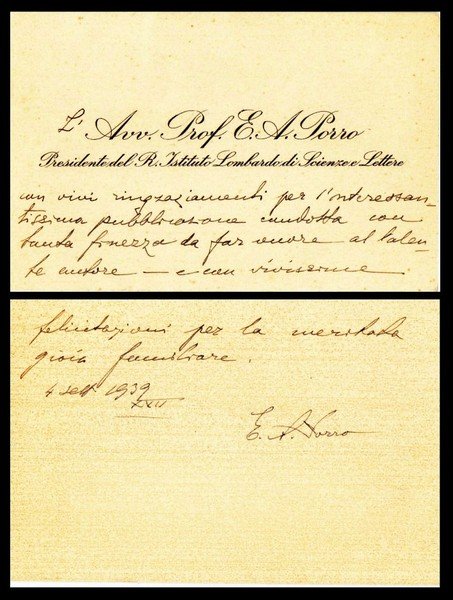 L' Avv. Prof. E. A. Porro
Presidente del R. Istituto Lombardo di Scienze e Lettere
con vivi ringraziamenti per l'interessan-
tissima pubblicazione condotta con
tanta finezza da far onore al valen-
te autore — e con vivissime
felicitazioni per la meritata
gioia familiare.
4 sett 1939
XVII
E. A. Porro